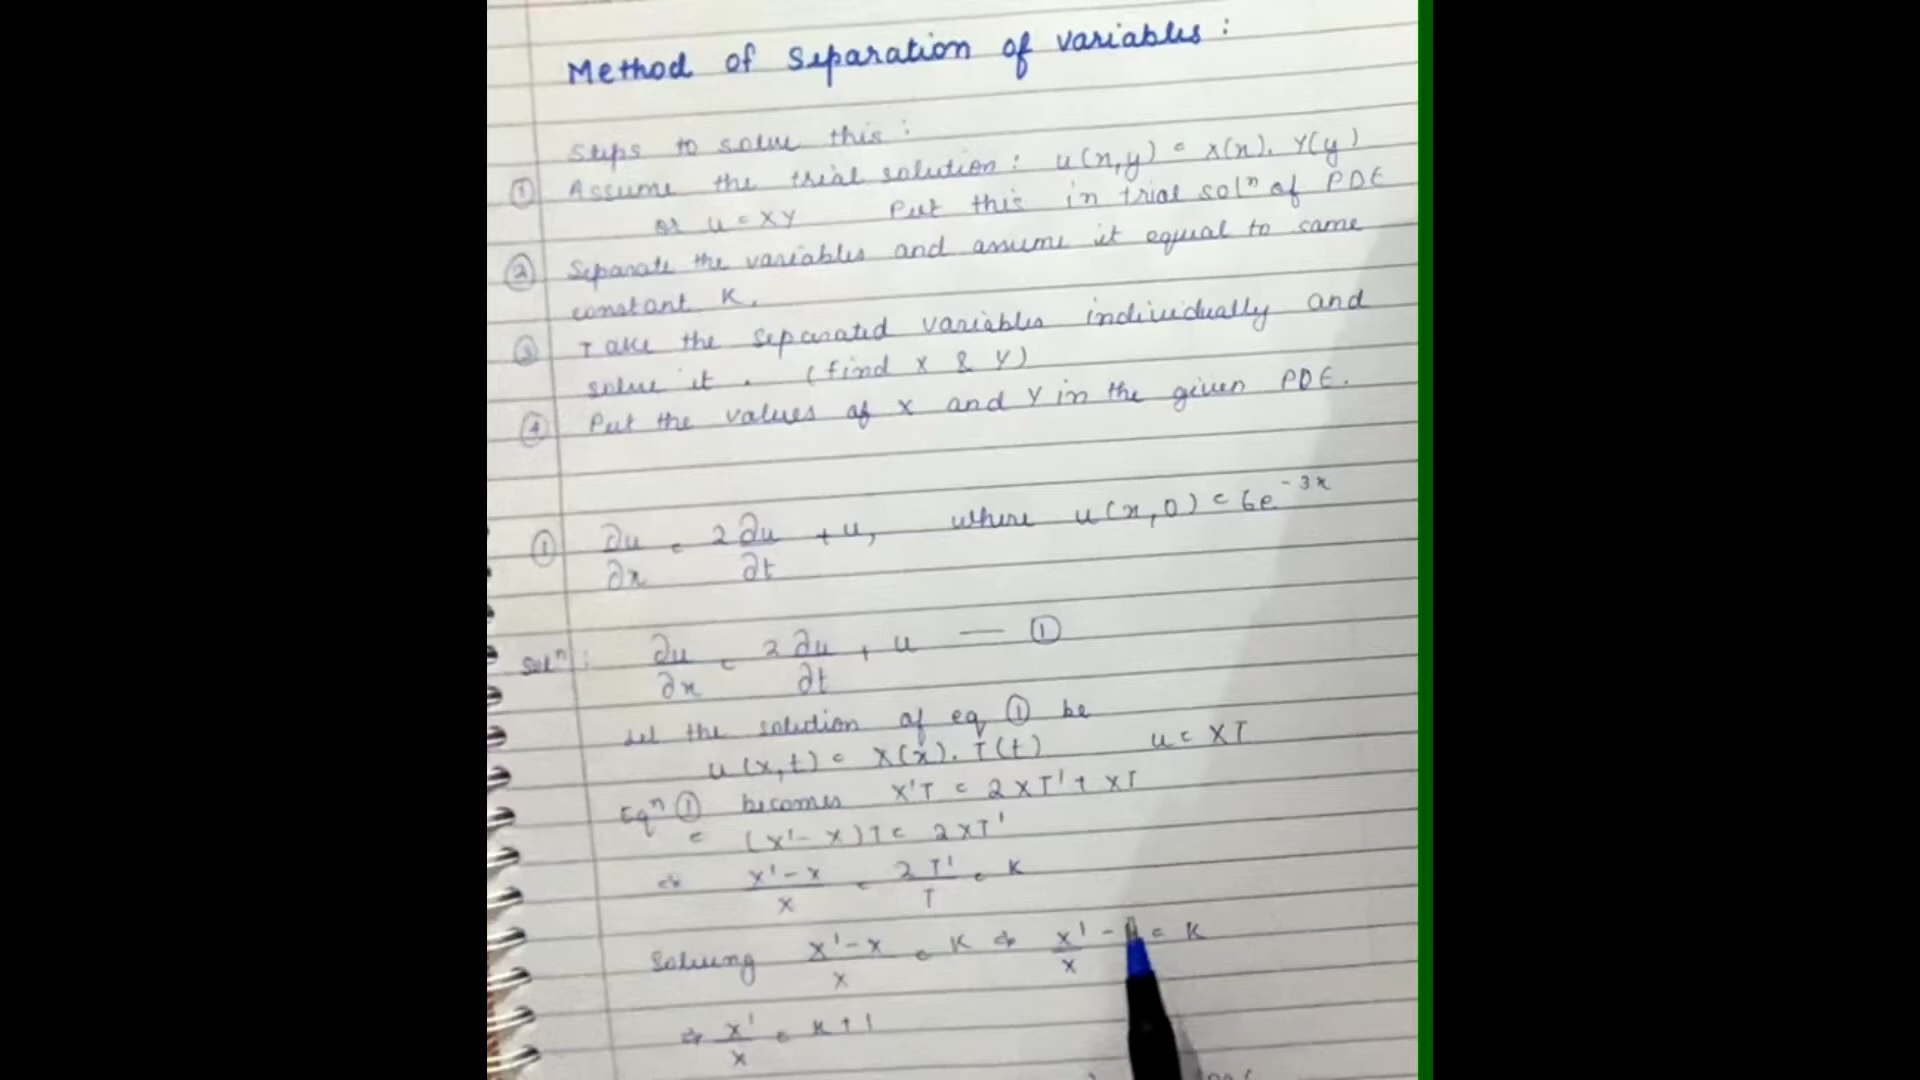 Method of Separation of variables:
Steps to solve this:
① Assume the trial solution: u(x,y) = X(x). Y(y)
or u = XY Put this in trial solⁿ of PDE
② Separate the variables and assume it equal to same
constant K.
③ Take the separated variables individually and
solve it. (find X & Y)
④ Put the values of X and Y in the given PDE.
① ∂u/∂x = 2 ∂u/∂t + u, where u(x,0) = 6e^{-3x}
Solⁿ: ∂u/∂x = 2 ∂u/∂t + u — ①
Let the solution of eq ① be
u(x,t) = X(x). T(t) u = XT
Eqⁿ ① becomes X'T = 2XT' + XT
= (X' - X)T = 2XT'
⇒ X' - X / X = 2T' / T = K
Solving X' - X / X = K ⇒ X' / X - = K
⇒ X' / X = K + 1